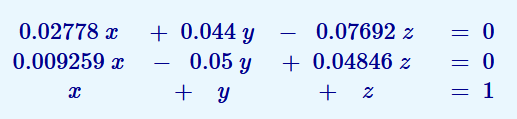 0.02778 x + 0.044 y − 0.07692 z = 0
0.009259 x − 0.05 y + 0.04846 z = 0
x + y + z = 1